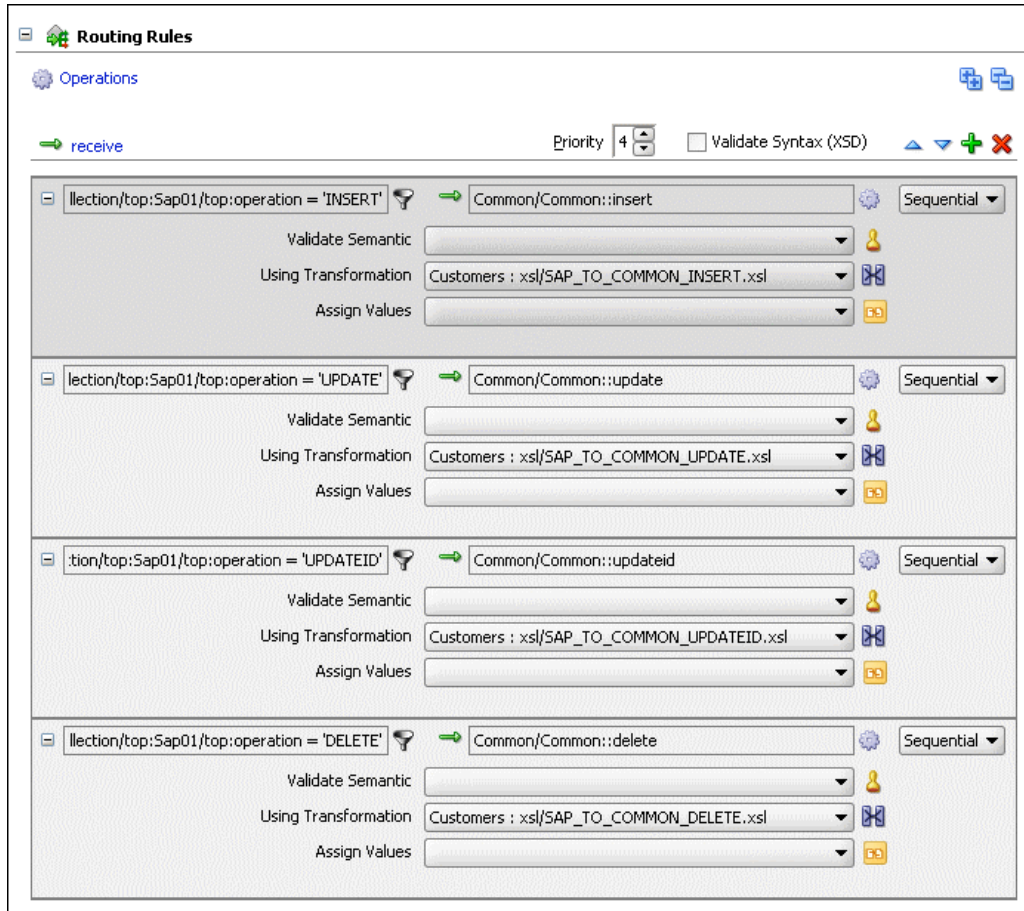 Routing Rules
Operations
receive Priority 4 Validate Syntax (XSD)
llection/top:Sap01/top:operation = 'INSERT' Common/Common::insert Sequential
Validate Semantic
Using Transformation Customers : xsl/SAP_TO_COMMON_INSERT.xsl
Assign Values
lection/top:Sap01/top:operation = 'UPDATE' Common/Common::update Sequential
Validate Semantic
Using Transformation Customers : xsl/SAP_TO_COMMON_UPDATE.xsl
Assign Values
:tion/top:Sap01/top:operation = 'UPDATEID' Common/Common::updateid Sequential
Validate Semantic
Using Transformation Customers : xsl/SAP_TO_COMMON_UPDATEID.xsl
Assign Values
llection/top:Sap01/top:operation = 'DELETE' Common/Common::delete Sequential
Validate Semantic
Using Transformation Customers : xsl/SAP_TO_COMMON_DELETE.xsl
Assign Values